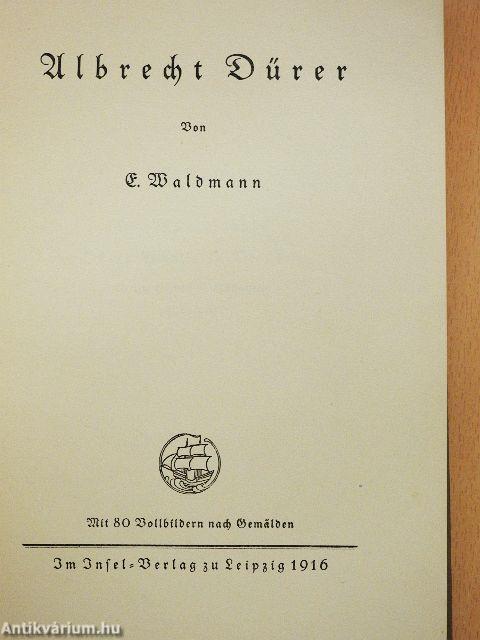 Albrecht Dürer
Von
E. Waldmann
Mit 80 Vollbildern nach Gemälden
Im Insel-Verlag zu Leipzig 1916
Antikvárium.hu